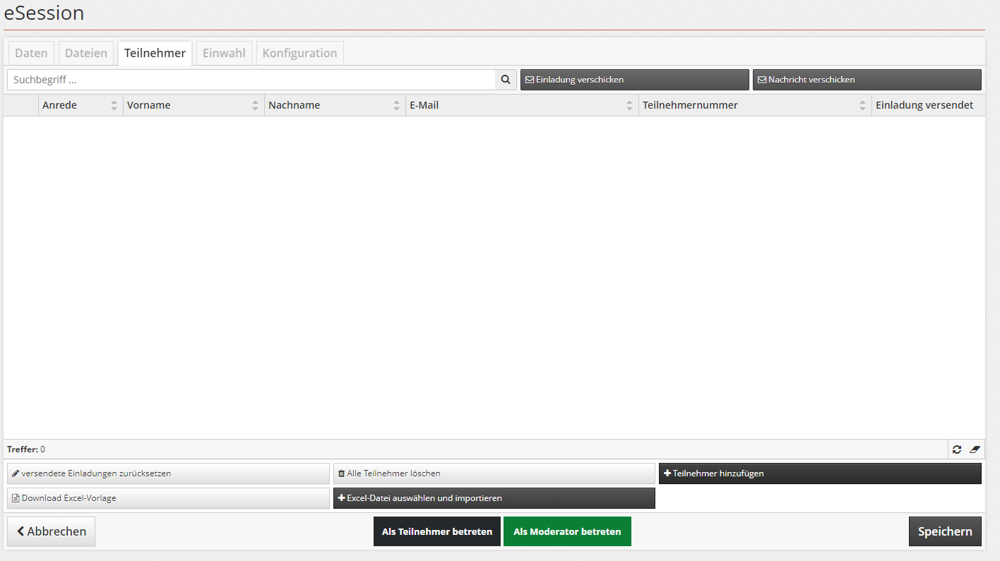 eSession
Daten Dateien Teilnehmer Einwahl Konfiguration
Suchbegriff ... Einladung verschicken Nachricht verschicken
Anrede Vorname Nachname E-Mail Teilnehmernummer Einladung versendet
Treffer: 0
versendete Einladungen zurücksetzen Alle Teilnehmer löschen Teilnehmer hinzufügen
Download Excel-Vorlage Excel-Datei auswählen und importieren
Abbrechen Als Teilnehmer betreten Als Moderator betreten Speichern